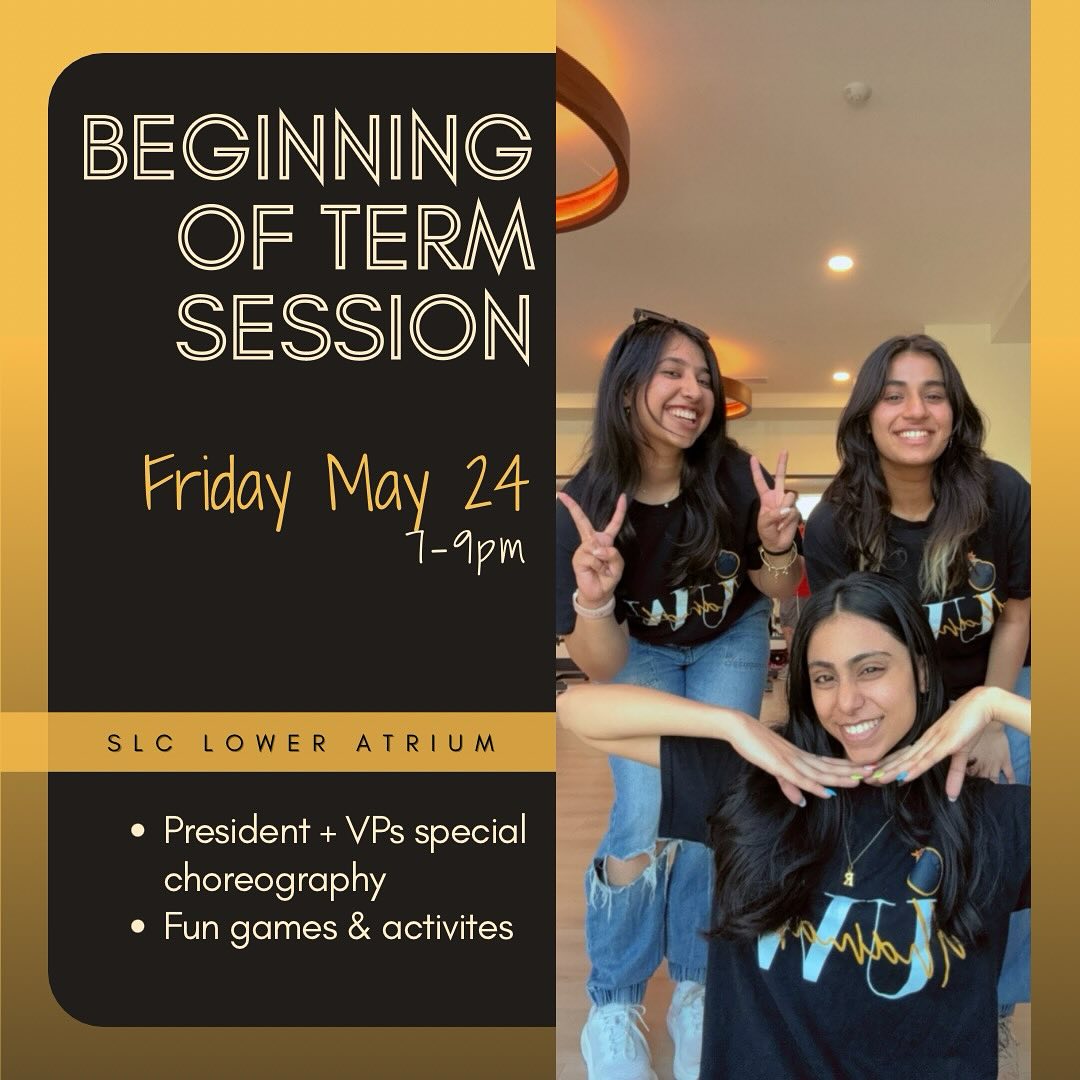 BEGINNING
OF TERM
SESSION
Friday May 24
7-9pm
SLC LOWER ATRIUM
• President + VPs special
choreography
• Fun games & activites
UW